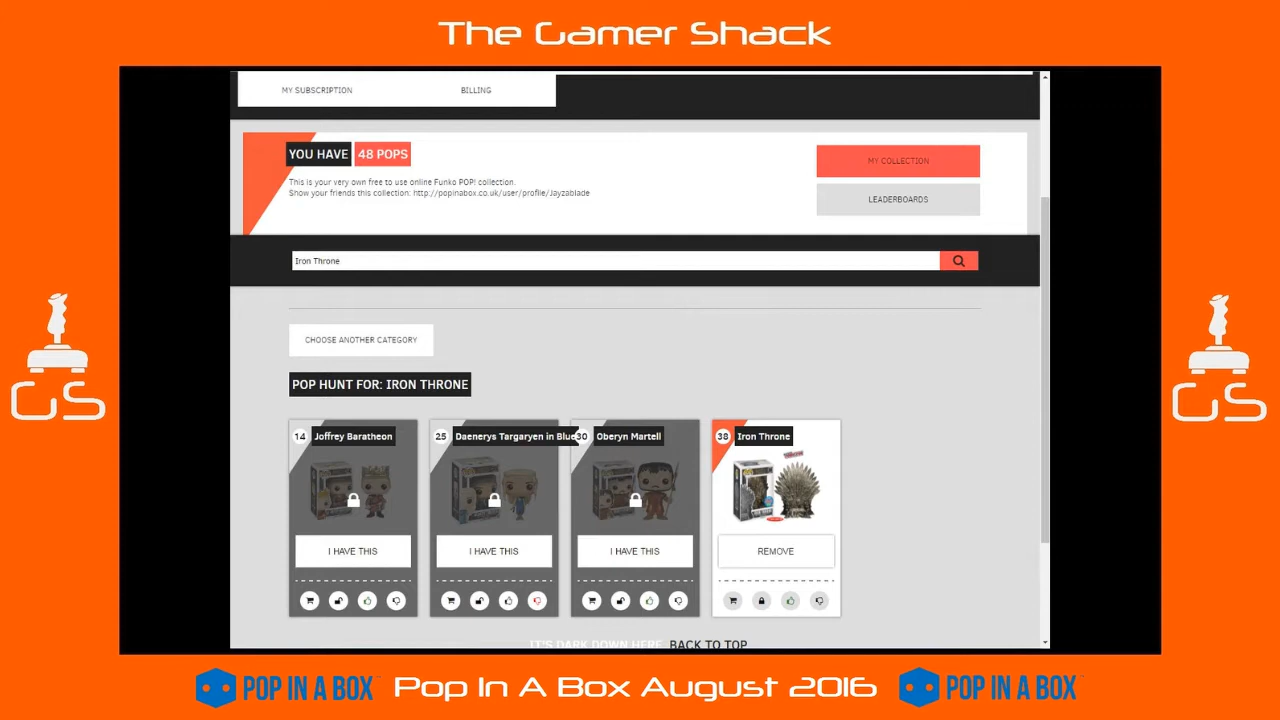 The Gamer Shack
MY SUBSCRIPTION
BILLING
YOU HAVE 48 POPS
This is your very own free to use online Funko POP! collection.
Show your friends this collection: http://popinabox.co.uk/user/profile/Jayzablade
MY COLLECTION
LEADERBOARDS
Iron Throne
CHOOSE ANOTHER CATEGORY
POP HUNT FOR: IRON THRONE
14 Joffrey Baratheon
25 Daenerys Targaryen in Blue
30 Oberyn Martell
38 Iron Throne
I HAVE THIS
I HAVE THIS
I HAVE THIS
REMOVE
IT'S DARK DOWN HERE BACK TO TOP
GS
GS
POP IN A BOX
Pop In A Box August 2016
POP IN A BOX